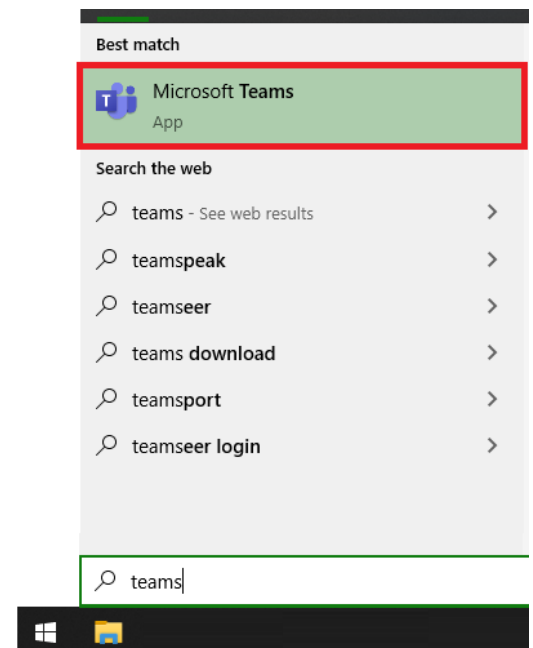 Best match
Microsoft Teams
App
Search the web
teams - See web results
teamspeak
teamseer
teams download
teamsport
teamseer login
teams